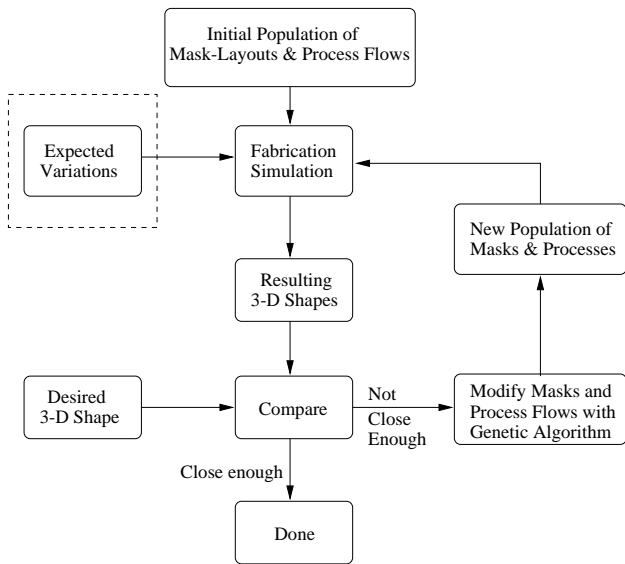 Initial Population of
Mask-Layouts & Process Flows
Expected
Variations
Fabrication
Simulation
New Population of
Masks & Processes
Resulting
3-D Shapes
Desired
3-D Shape
Compare
Not
Close
Enough
Modify Masks and
Process Flows with
Genetic Algorithm
Close enough
Done